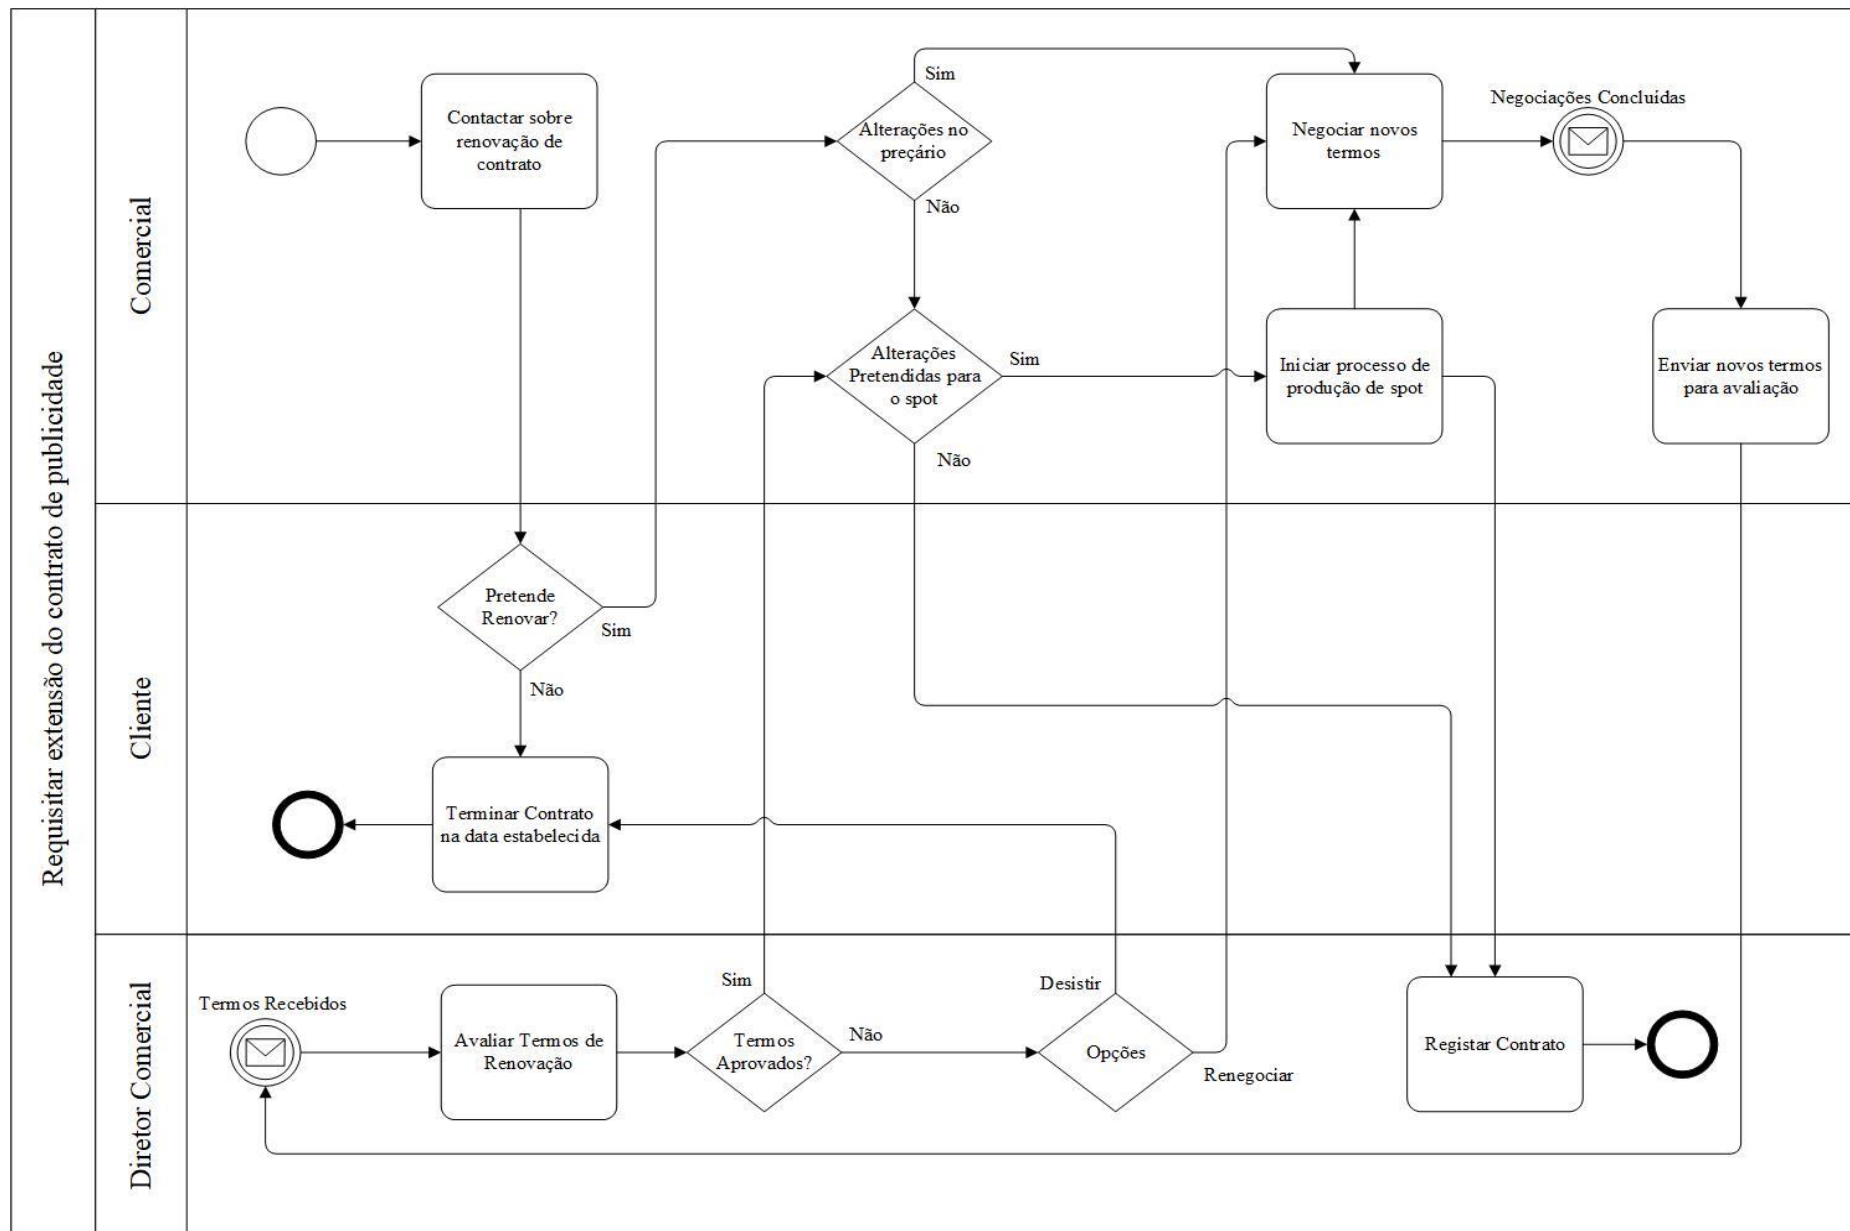 Requisitar extensão do contrato de publicidade
Comercial
Contactar sobre
renovação de
contrato
Sim
Alterações no
preçário
Não
Negociar novos
termos
Negociações Concluídas
Alterações
Pretendidas para
o spot
Sim
Não
Iniciar processo de
produção de spot
Enviar novos termos
para avaliação
Cliente
Pretende
Renovar?
Sim
Não
Terminar Contrato
na data estabelecida
Diretor Comercial
Termos Recebidos
Avaliar Termos de
Renovação
Sim
Termos
Aprovados?
Não
Desistir
Opções
Renegociar
Registar Contrato